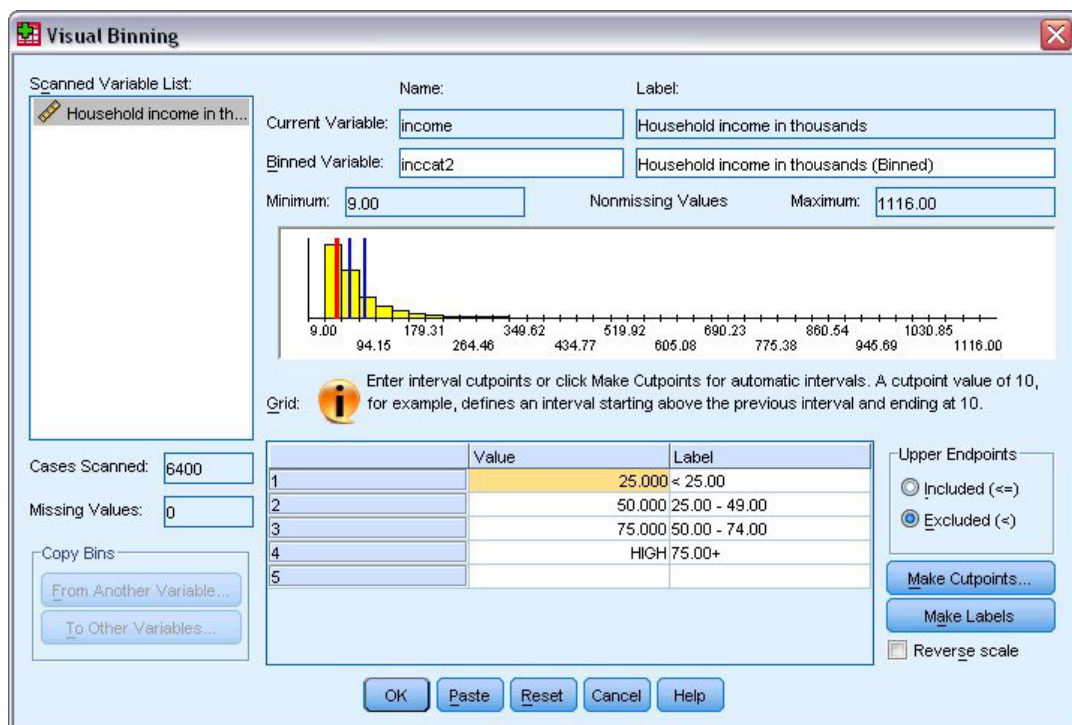 Visual Binning
Scanned Variable List:
Household income in th...
Name:
Label:
Current Variable:
income
Household income in thousands
Binned Variable:
inccat2
Household income in thousands (Binned)
Minimum:
9.00
Nonmissing Values
Maximum:
1116.00
9.00 179.31 349.62 519.92 690.23 860.54 1030.85
94.15 264.46 434.77 605.08 775.38 945.69 1116.00
Grid:
i
Enter interval cutpoints or click Make Cutpoints for automatic intervals. A cutpoint value of 10,
for example, defines an interval starting above the previous interval and ending at 10.
Cases Scanned:
6400
Missing Values:
0
Copy Bins
From Another Variable...
To Other Variables...
Value Label
1 25.000 < 25.00
2 50.000 25.00 - 49.00
3 75.000 50.00 - 74.00
4 HIGH 75.00+
5
Upper Endpoints
Included (<=)
Excluded (<)
Make Cutpoints...
Make Labels
Reverse scale
OK
Paste
Reset
Cancel
Help